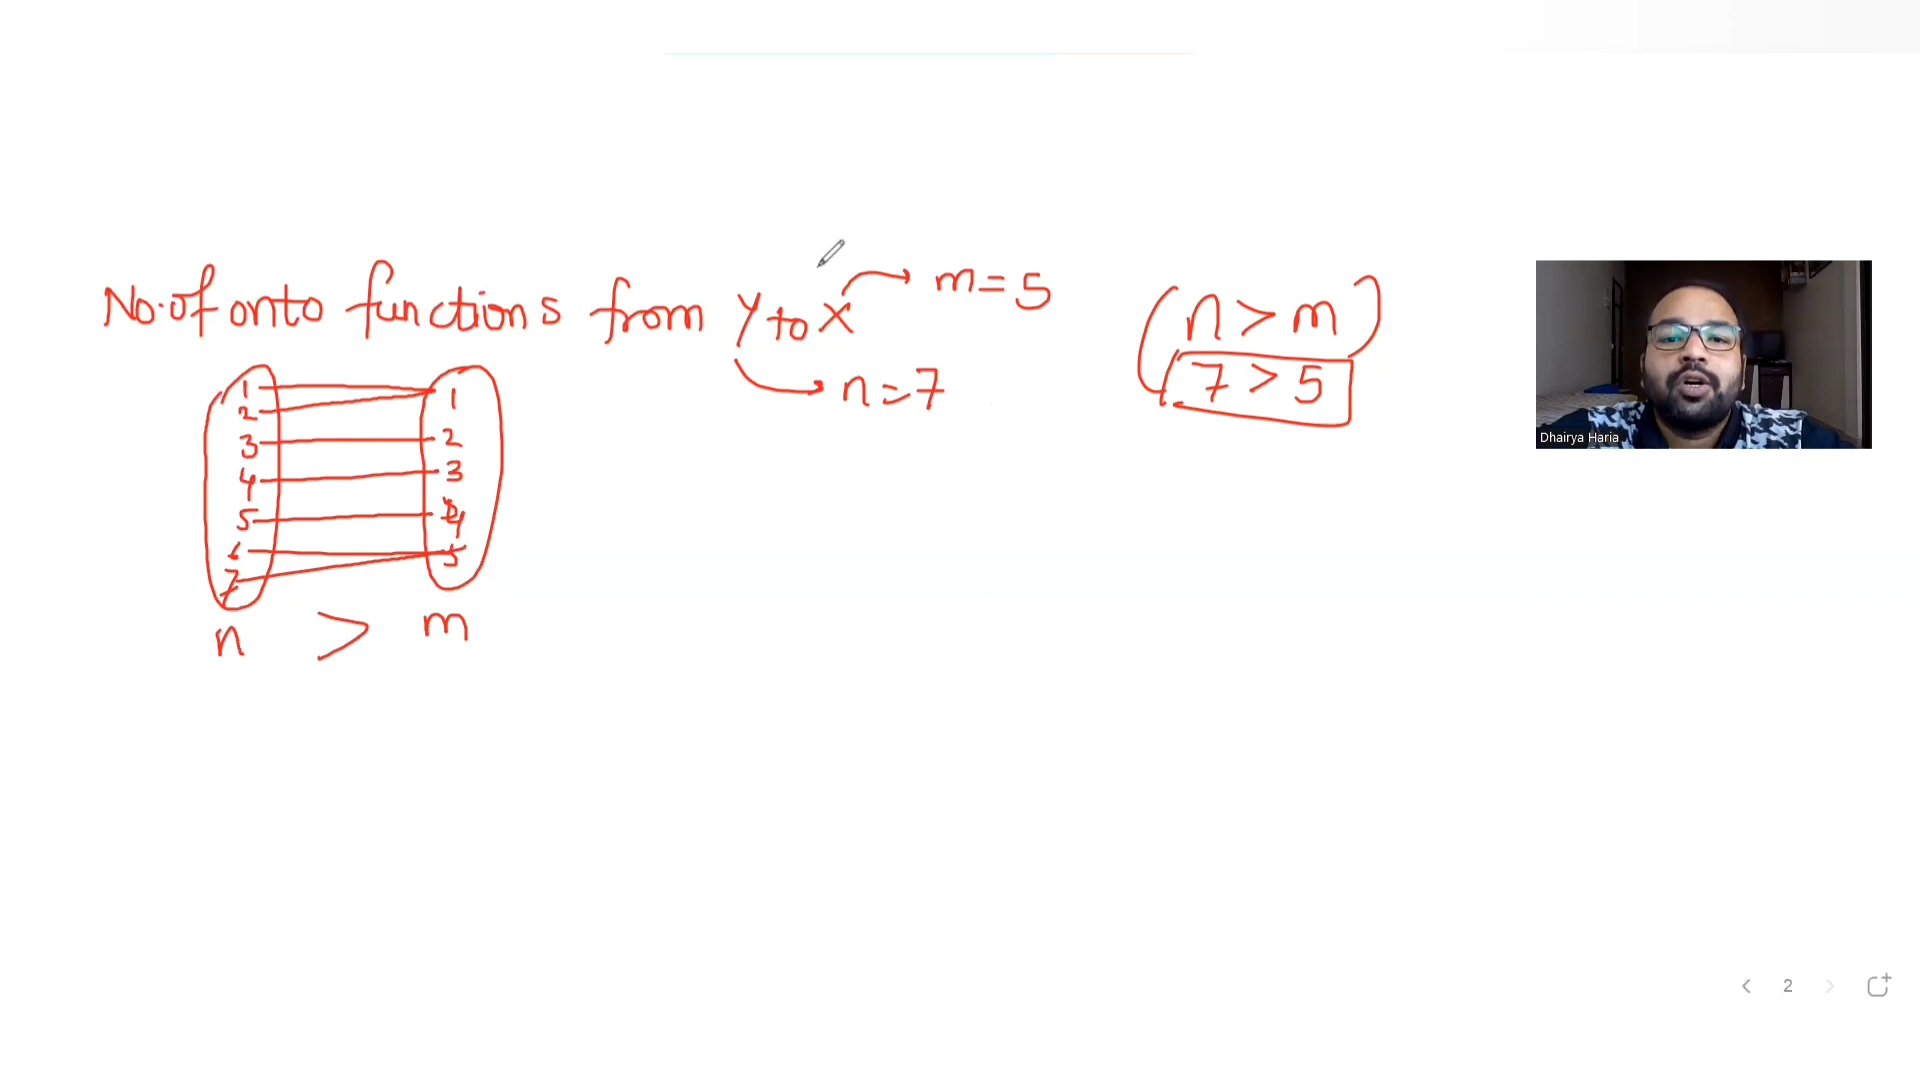 No. of onto functions from Y to X
m = 5
n = 7
(n > m)
7 > 5
1 1
2
3 2
4 3
5 4
6 5
7
n > m
Dhairya Haria
2